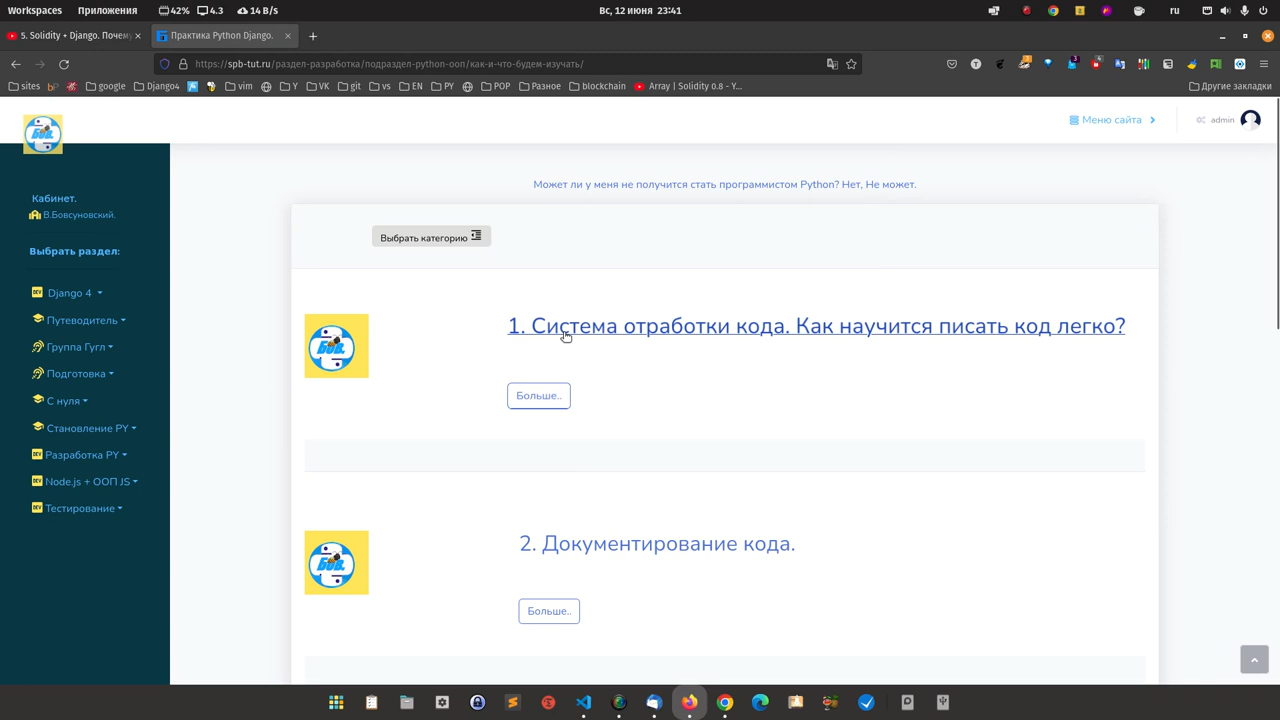 Workspaces Приложения 42% 4.3 14 B/S Вс, 12 июня 23:41 ru
5. Solidity + Django. Почему Практика Python Django.
https://spb-tut.ru/раздел-разработка/подраздел-python-ооп/как-и-что-будем-изучать/
sites google Django4 vim Y VK git vs EN PY POP Разное blockchain Array | Solidity 0.8 - Y... Другие закладки
Меню сайта admin
БОВ.
Кабинет.
В.Бовсуновский.
Выбрать раздел:
Django 4
Путеводитель
Группа Гугл
Подготовка
С нуля
Становление PY
Разработка PY
Node.js + ООП JS
Тестирование
Может ли у меня не получится стать программистом Python? Нет, Не может.
Выбрать категорию
БОВ.
1. Система отработки кода. Как научится писать код легко?
Больше..
БОВ.
2. Документирование кода.
Больше..